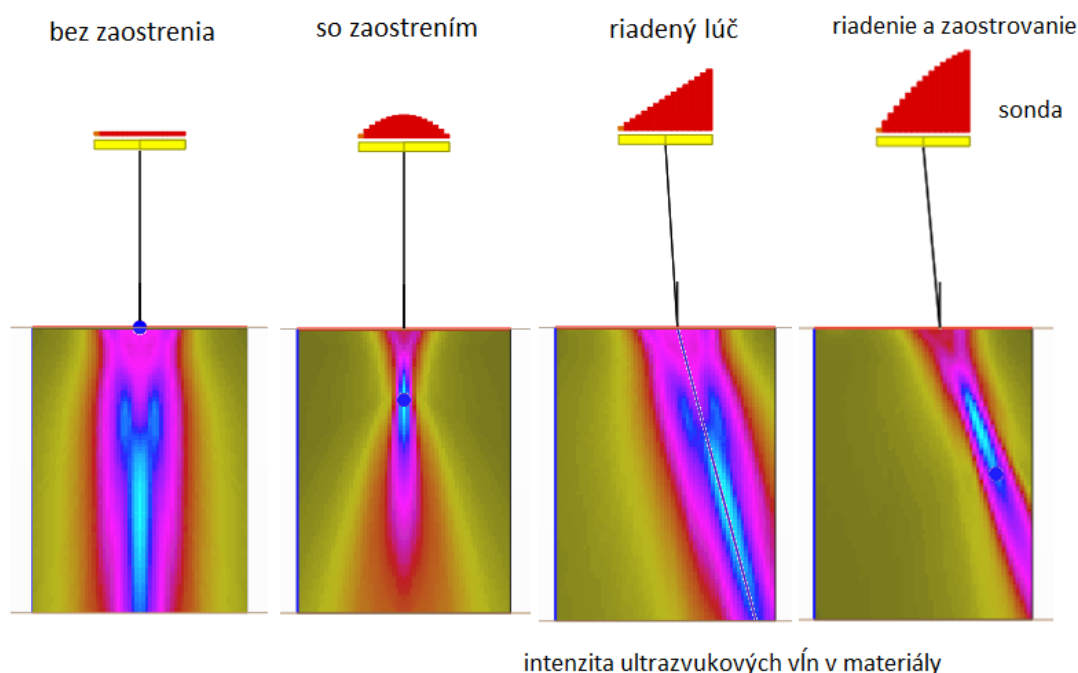 bez zaostrenia
so zaostrením
riadený lúč
riadenie a zaostrovanie
sonda
intenzita ultrazvukových vĺn v materiály